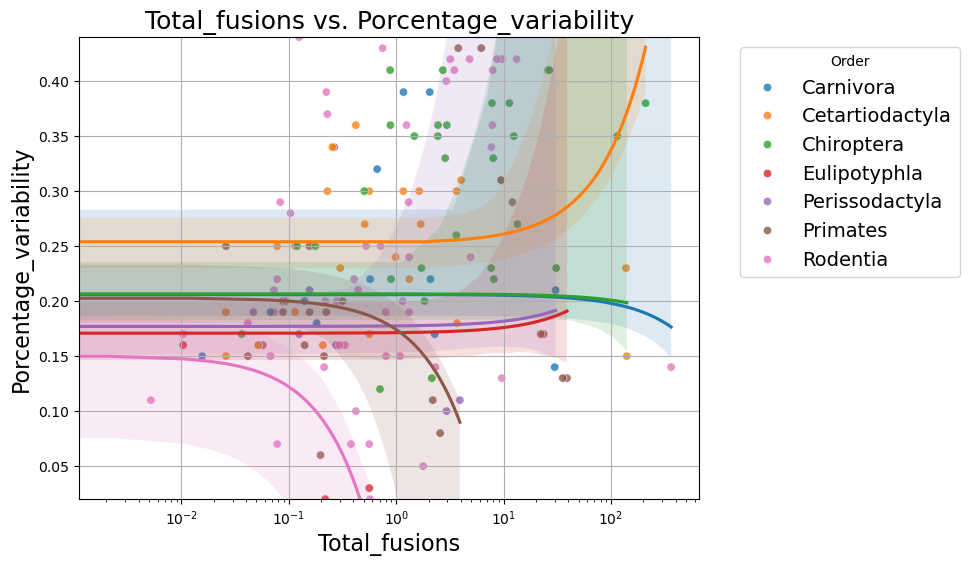 Total_fusions vs. Porcentage_variability
Porcentage_variability
0.40
0.35
0.30
0.25
0.20
0.15
0.10
0.05
10⁻²
10⁻¹
10⁰
10¹
10²
Total_fusions
Order
Carnivora
Cetartiodactyla
Chiroptera
Eulipotyphla
Perissodactyla
Primates
Rodentia